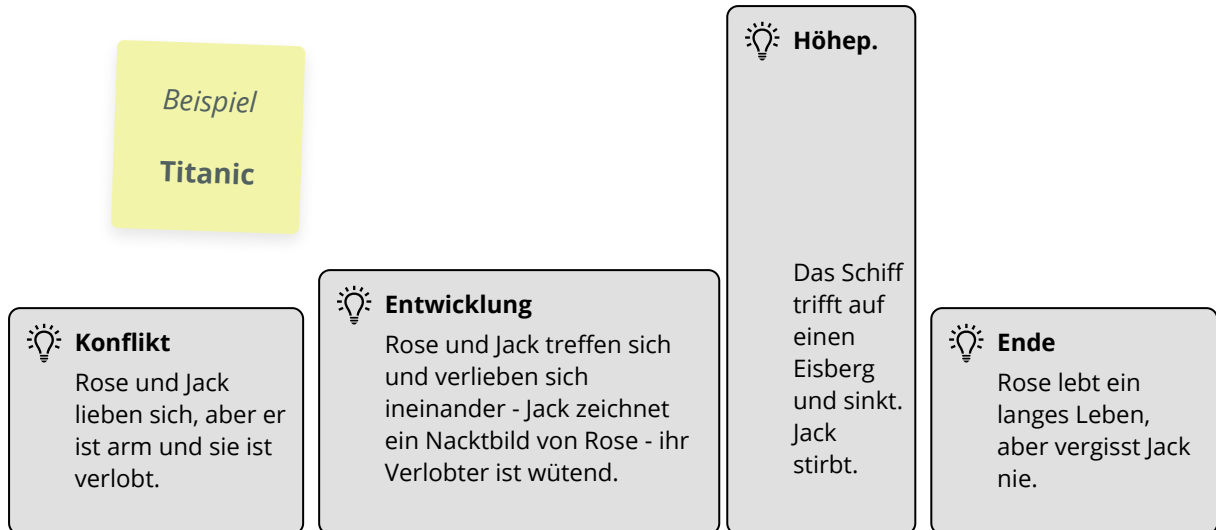 Beispiel
Titanic
Konflikt
Rose und Jack
lieben sich, aber er
ist arm und sie ist
verlobt.
Entwicklung
Rose und Jack treffen sich
und verlieben sich
ineinander - Jack zeichnet
ein Nacktbild von Rose - ihr
Verlobter ist wütend.
Höhep.
Das Schiff
trifft auf
einen
Eisberg
und sinkt.
Jack
stirbt.
Ende
Rose lebt ein
langes Leben,
aber vergisst Jack
nie.